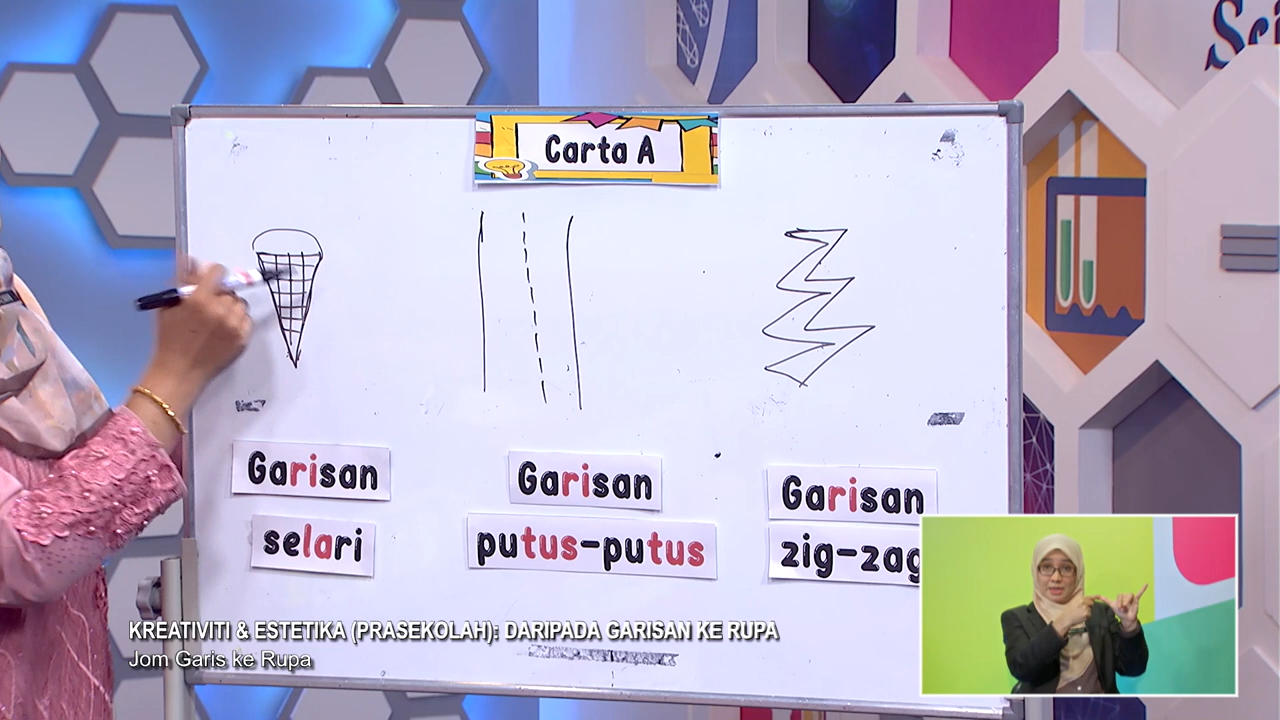 Carta A
Garisan
selari
Garisan
putus-putus
Garisan
zig-zag
KREATIVITI & ESTETIKA (PRASEKOLAH): DARIPADA GARISAN KE RUPA
Jom Garis ke Rupa